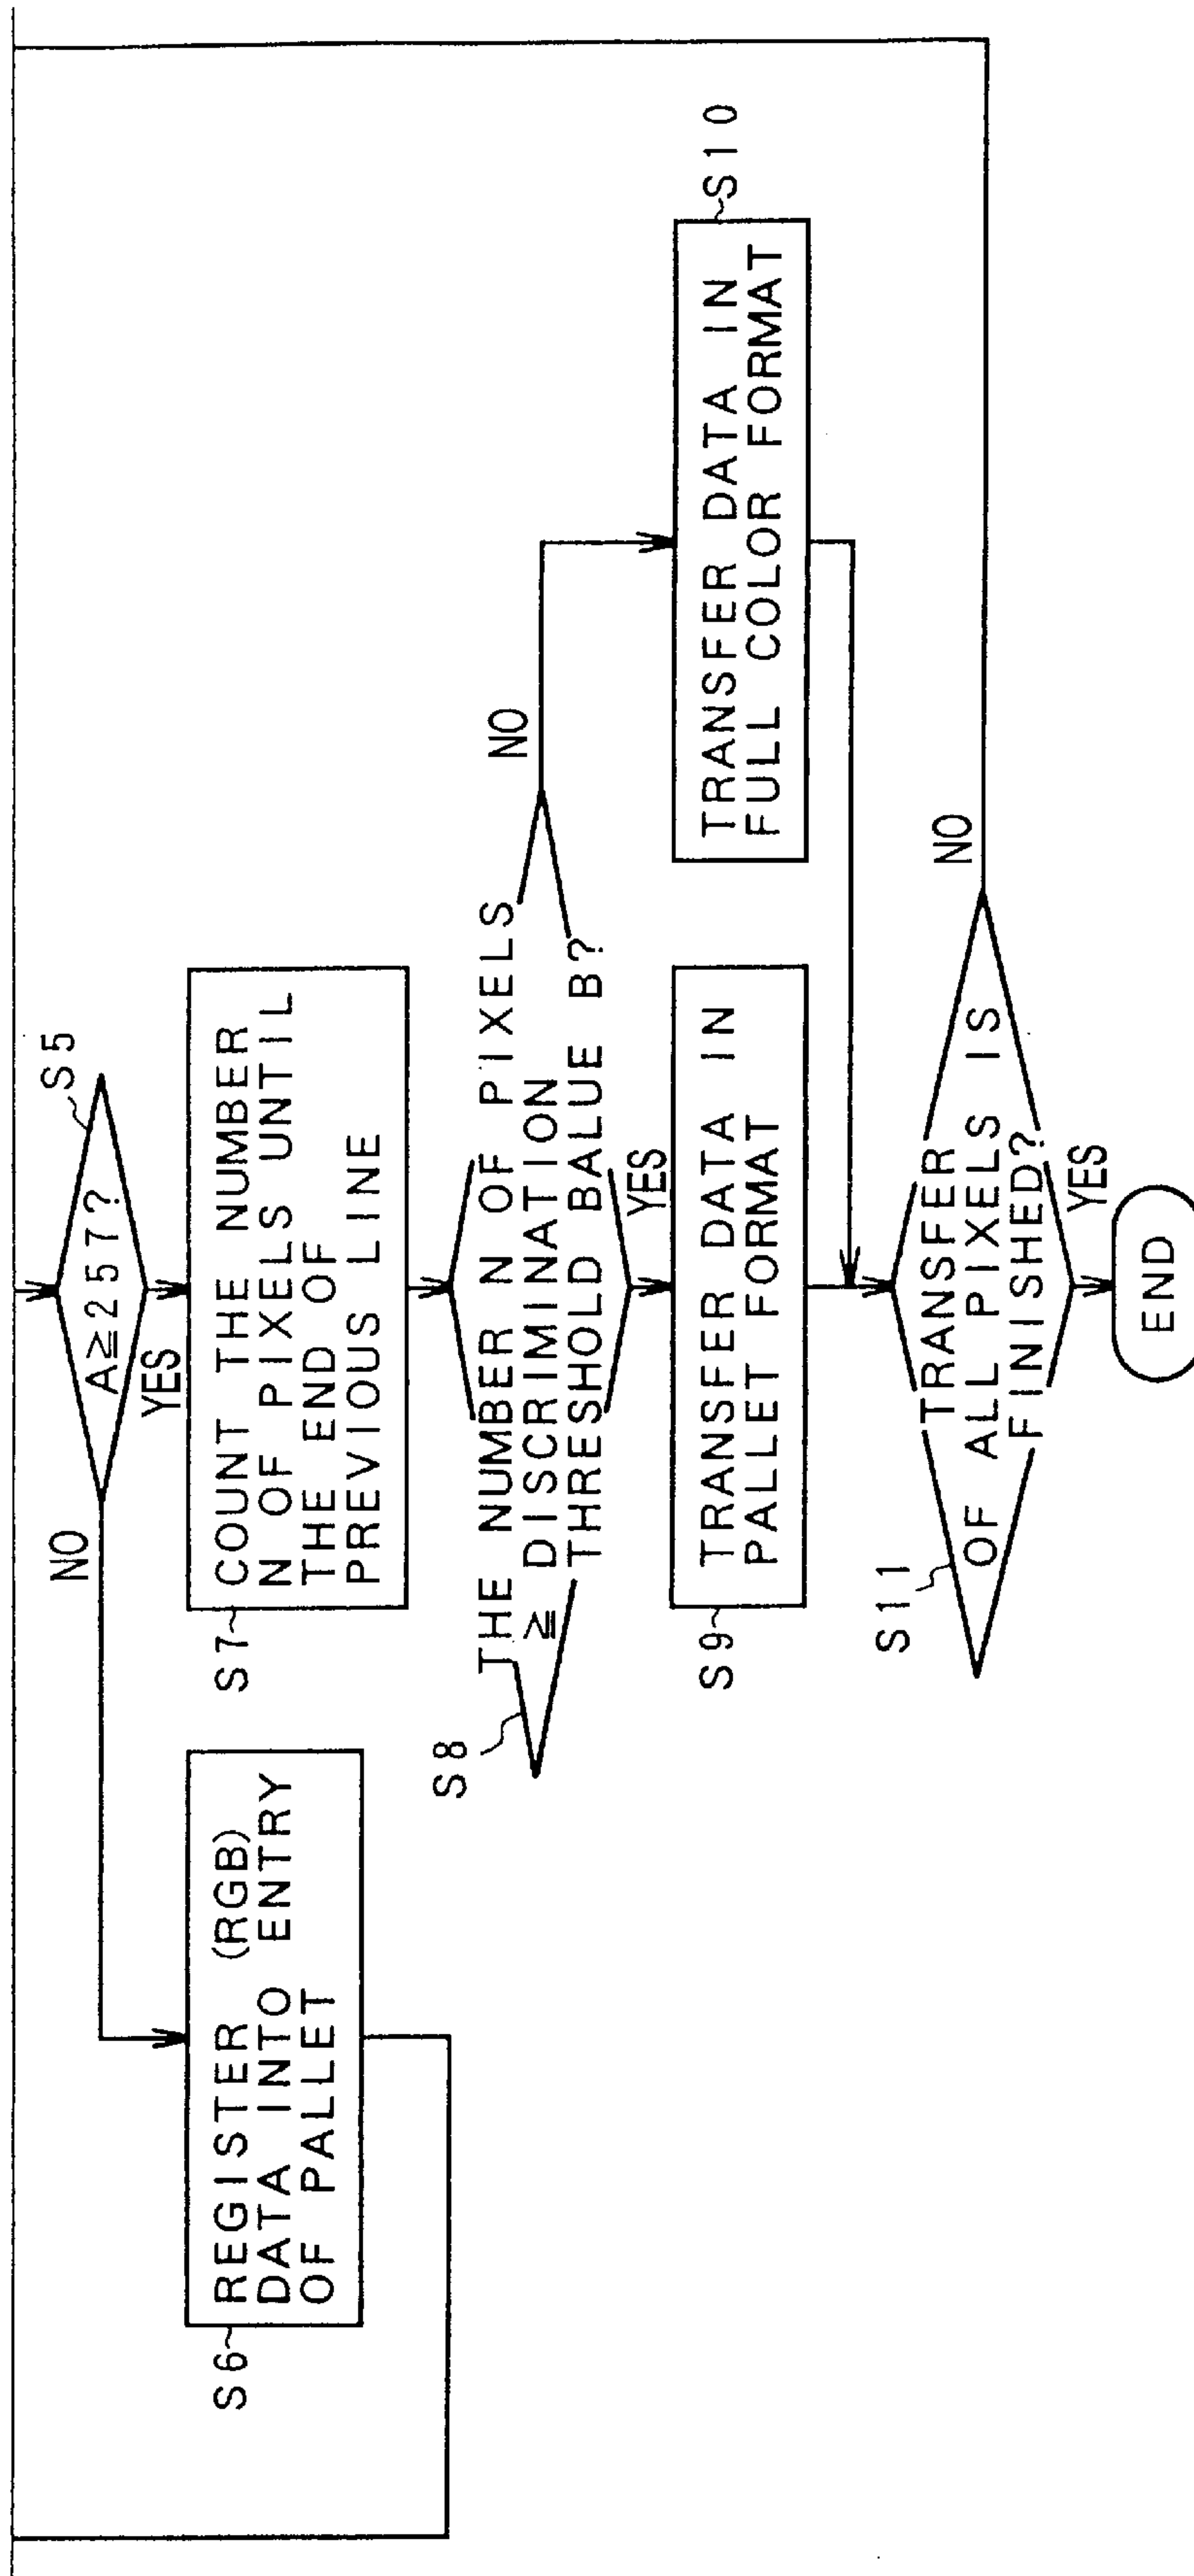 S5
A≧257?
NO
YES
S6
REGISTER (RGB)
DATA INTO ENTRY
OF PALLET
S7
COUNT THE NUMBER
N OF PIXELS UNTIL
THE END OF
PREVIOUS LINE
S8
THE NUMBER N OF PIXELS
≧ DISCRIMINATION
THRESHOLD BALUE B?
NO
YES
S9
TRANSFER DATA IN
PALLET FORMAT
S10
TRANSFER DATA IN
FULL COLOR FORMAT
S11
TRANSFER
OF ALL PIXELS IS
FINISHED?
NO
YES
END